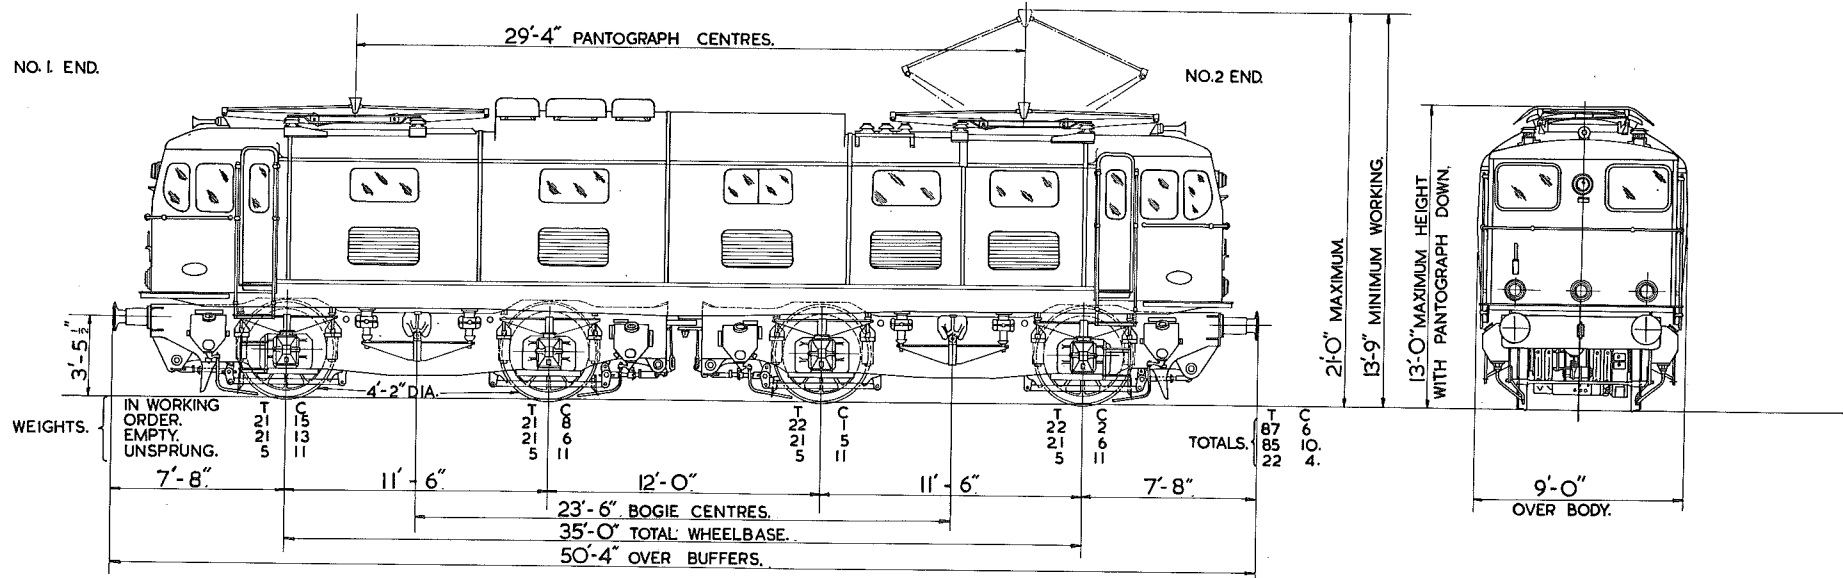 29'-4" PANTOGRAPH CENTRES.
NO.1. END.
NO.2 END.
21'-0" MAXIMUM.
13'-9" MINIMUM WORKING.
13'-0" MAXIMUM HEIGHT
WITH PANTOGRAPH DOWN.
3'-5½"
4'-2" DIA.
WEIGHTS.
T C T C T C T C T C
IN WORKING
ORDER. 21 15 21 8 22 1 22 2 87 6
EMPTY. 21 13 21 6 21 5 21 6 TOTALS. 85 10.
UNSPRUNG. 5 11 5 11 5 11 5 11 22 4.
7'-8" 11'-6" 12'-0" 11'-6" 7'-8"
9'-0"
OVER BODY.
23'-6" BOGIE CENTRES.
35'-0" TOTAL WHEELBASE.
50'-4" OVER BUFFERS.